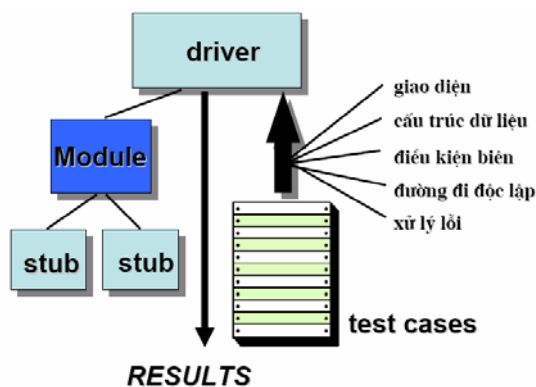 driver
giao diện
cấu trúc dữ liệu
Module
điểu kiện biên
đường đi độc lập
xử lý lỗi
stub
stub
test cases
RESULTS